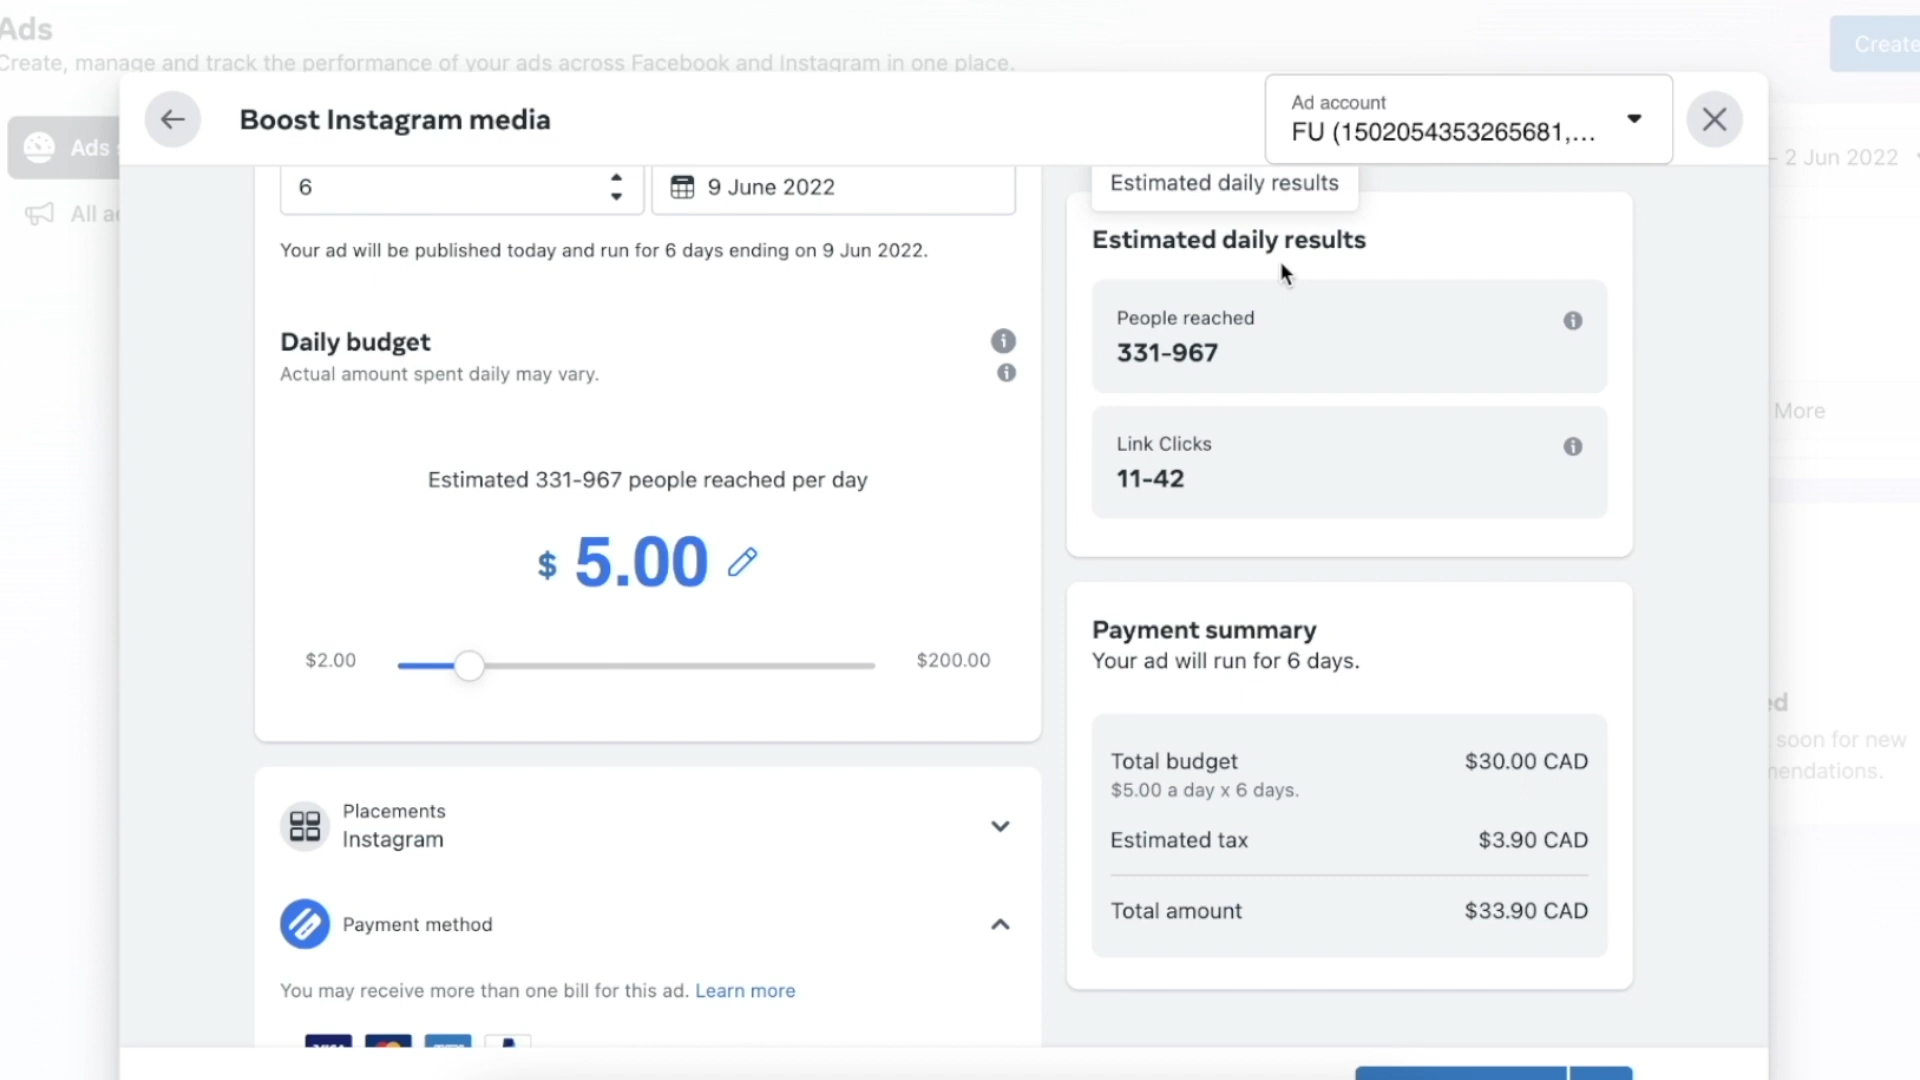 Ads
Create, manage and track the performance of your ads across Facebook and Instagram in one place.
Create
Boost Instagram media
Ad account
FU (1502054353265681,...
Ads
- 2 Jun 2022
All
6
9 June 2022
Your ad will be published today and run for 6 days ending on 9 Jun 2022.
Daily budget
Actual amount spent daily may vary.
Estimated 331-967 people reached per day
$ 5.00
$2.00
$200.00
Placements
Instagram
Payment method
You may receive more than one bill for this ad. Learn more
VISA
Estimated daily results
Estimated daily results
People reached
331-967
Link Clicks
11-42
Payment summary
Your ad will run for 6 days.
Total budget
$30.00 CAD
$5.00 a day x 6 days.
Estimated tax
$3.90 CAD
Total amount
$33.90 CAD
More
soon for new